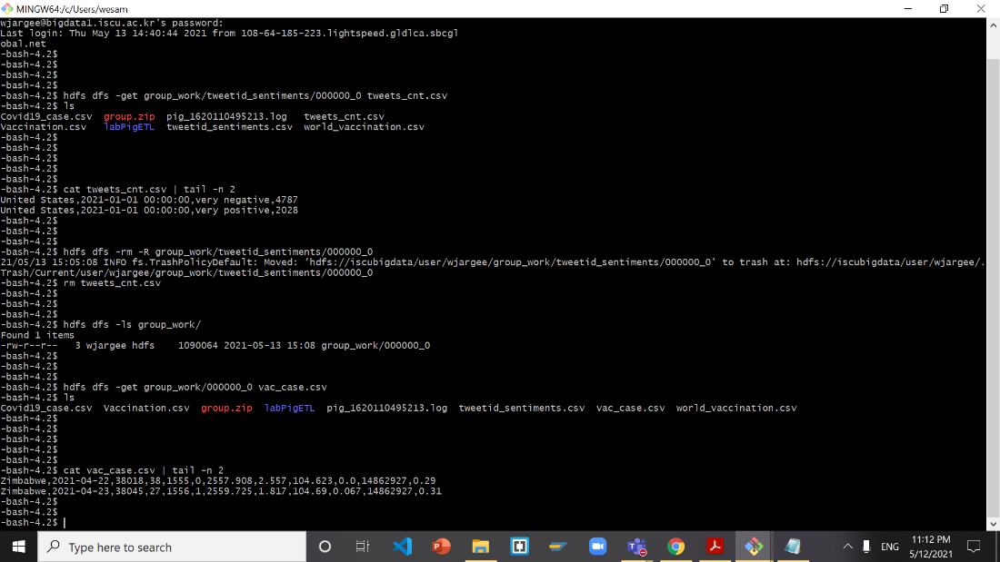 MINGW64:/c/Users/wesam
wjargee@bigdata1.iscu.ac.kr's password:
Last login: Thu May 13 14:40:44 2021 from 108-64-185-223.lightspeed.gldlca.sbcgl
obal.net
-bash-4.2$
-bash-4.2$
-bash-4.2$
-bash-4.2$
-bash-4.2$ hdfs dfs -get group_work/tweetid_sentiments/000000_0 tweets_cnt.csv
-bash-4.2$ ls
Covid19_case.csv group.zip pig_1620110495213.log tweets_cnt.csv
Vaccination.csv labPigETL tweetid_sentiments.csv world_vaccination.csv
-bash-4.2$
-bash-4.2$
-bash-4.2$
-bash-4.2$
-bash-4.2$
-bash-4.2$ cat tweets_cnt.csv | tail -n 2
United States,2021-01-01 00:00:00,very negative,4787
United States,2021-01-01 00:00:00,very positive,2028
-bash-4.2$
-bash-4.2$
-bash-4.2$
-bash-4.2$ hdfs dfs -rm -R group_work/tweetid_sentiments/000000_0
21/05/13 15:05:08 INFO fs.TrashPolicyDefault: Moved: 'hdfs://iscubigdata/user/wjargee/group_work/tweetid_sentiments/000000_0' to trash at: hdfs://iscubigdata/user/wjargee/.
Trash/Current/user/wjargee/group_work/tweetid_sentiments/000000_0
-bash-4.2$ rm tweets_cnt.csv
-bash-4.2$
-bash-4.2$
-bash-4.2$
-bash-4.2$ hdfs dfs -ls group_work/
Found 1 items
-rw-r--r-- 3 wjargee hdfs 1090064 2021-05-13 15:08 group_work/000000_0
-bash-4.2$
-bash-4.2$
-bash-4.2$
-bash-4.2$ hdfs dfs -get group_work/000000_0 vac_case.csv
-bash-4.2$ ls
Covid19_case.csv Vaccination.csv group.zip labPigETL pig_1620110495213.log tweetid_sentiments.csv vac_case.csv world_vaccination.csv
-bash-4.2$
-bash-4.2$
-bash-4.2$
-bash-4.2$
-bash-4.2$
-bash-4.2$ cat vac_case.csv | tail -n 2
Zimbabwe,2021-04-22,38018,38,1555,0,2557.908,2.557,104.623,0.0,14862927,0.29
Zimbabwe,2021-04-23,38045,27,1556,1,2559.725,1.817,104.69,0.067,14862927,0.31
-bash-4.2$
-bash-4.2$
-bash-4.2$
Type here to search
ENG
11:12 PM
5/12/2021